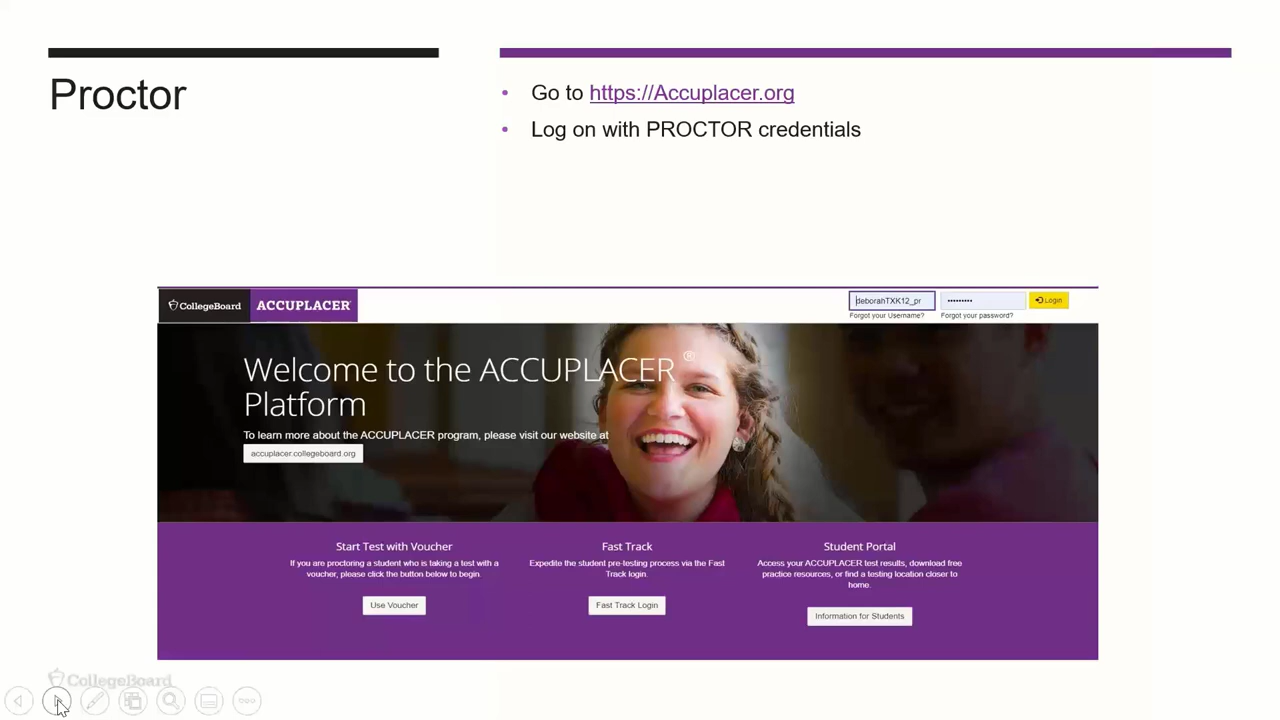 Proctor
• Go to https://Accuplacer.org
• Log on with PROCTOR credentials
CollegeBoard ACCUPLACER
deborahTXK12_pr ••••••••• Login
Forgot your Username? Forgot your password?
Welcome to the ACCUPLACER ®
Platform
To learn more about the ACCUPLACER program, please visit our website at
accuplacer.collegeboard.org
Start Test with Voucher
If you are proctoring a student who is taking a test with a
voucher, please click the button below to begin.
Use Voucher
Fast Track
Expedite the student pre-testing process via the Fast
Track login.
Fast Track Login
Student Portal
Access your ACCUPLACER test results, download free
practice resources, or find a testing location closer to
home.
Information for Students
CollegeBoard